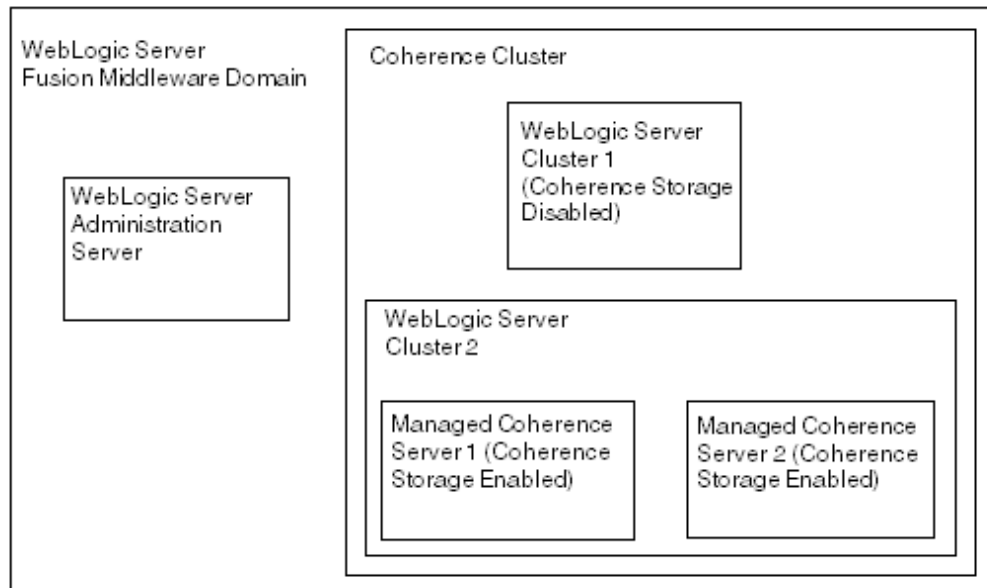 WebLogic Server
Fusion Middleware Domain
WebLogic Server
Administration
Server
Coherence Cluster
WebLogic Server
Cluster 1
(Coherence Storage
Disabled)
WebLogic Server
Cluster 2
Managed Coherence
Server 1 (Coherence
Storage Enabled)
Managed Coherence
Server 2 (Coherence
Storage Enabled)